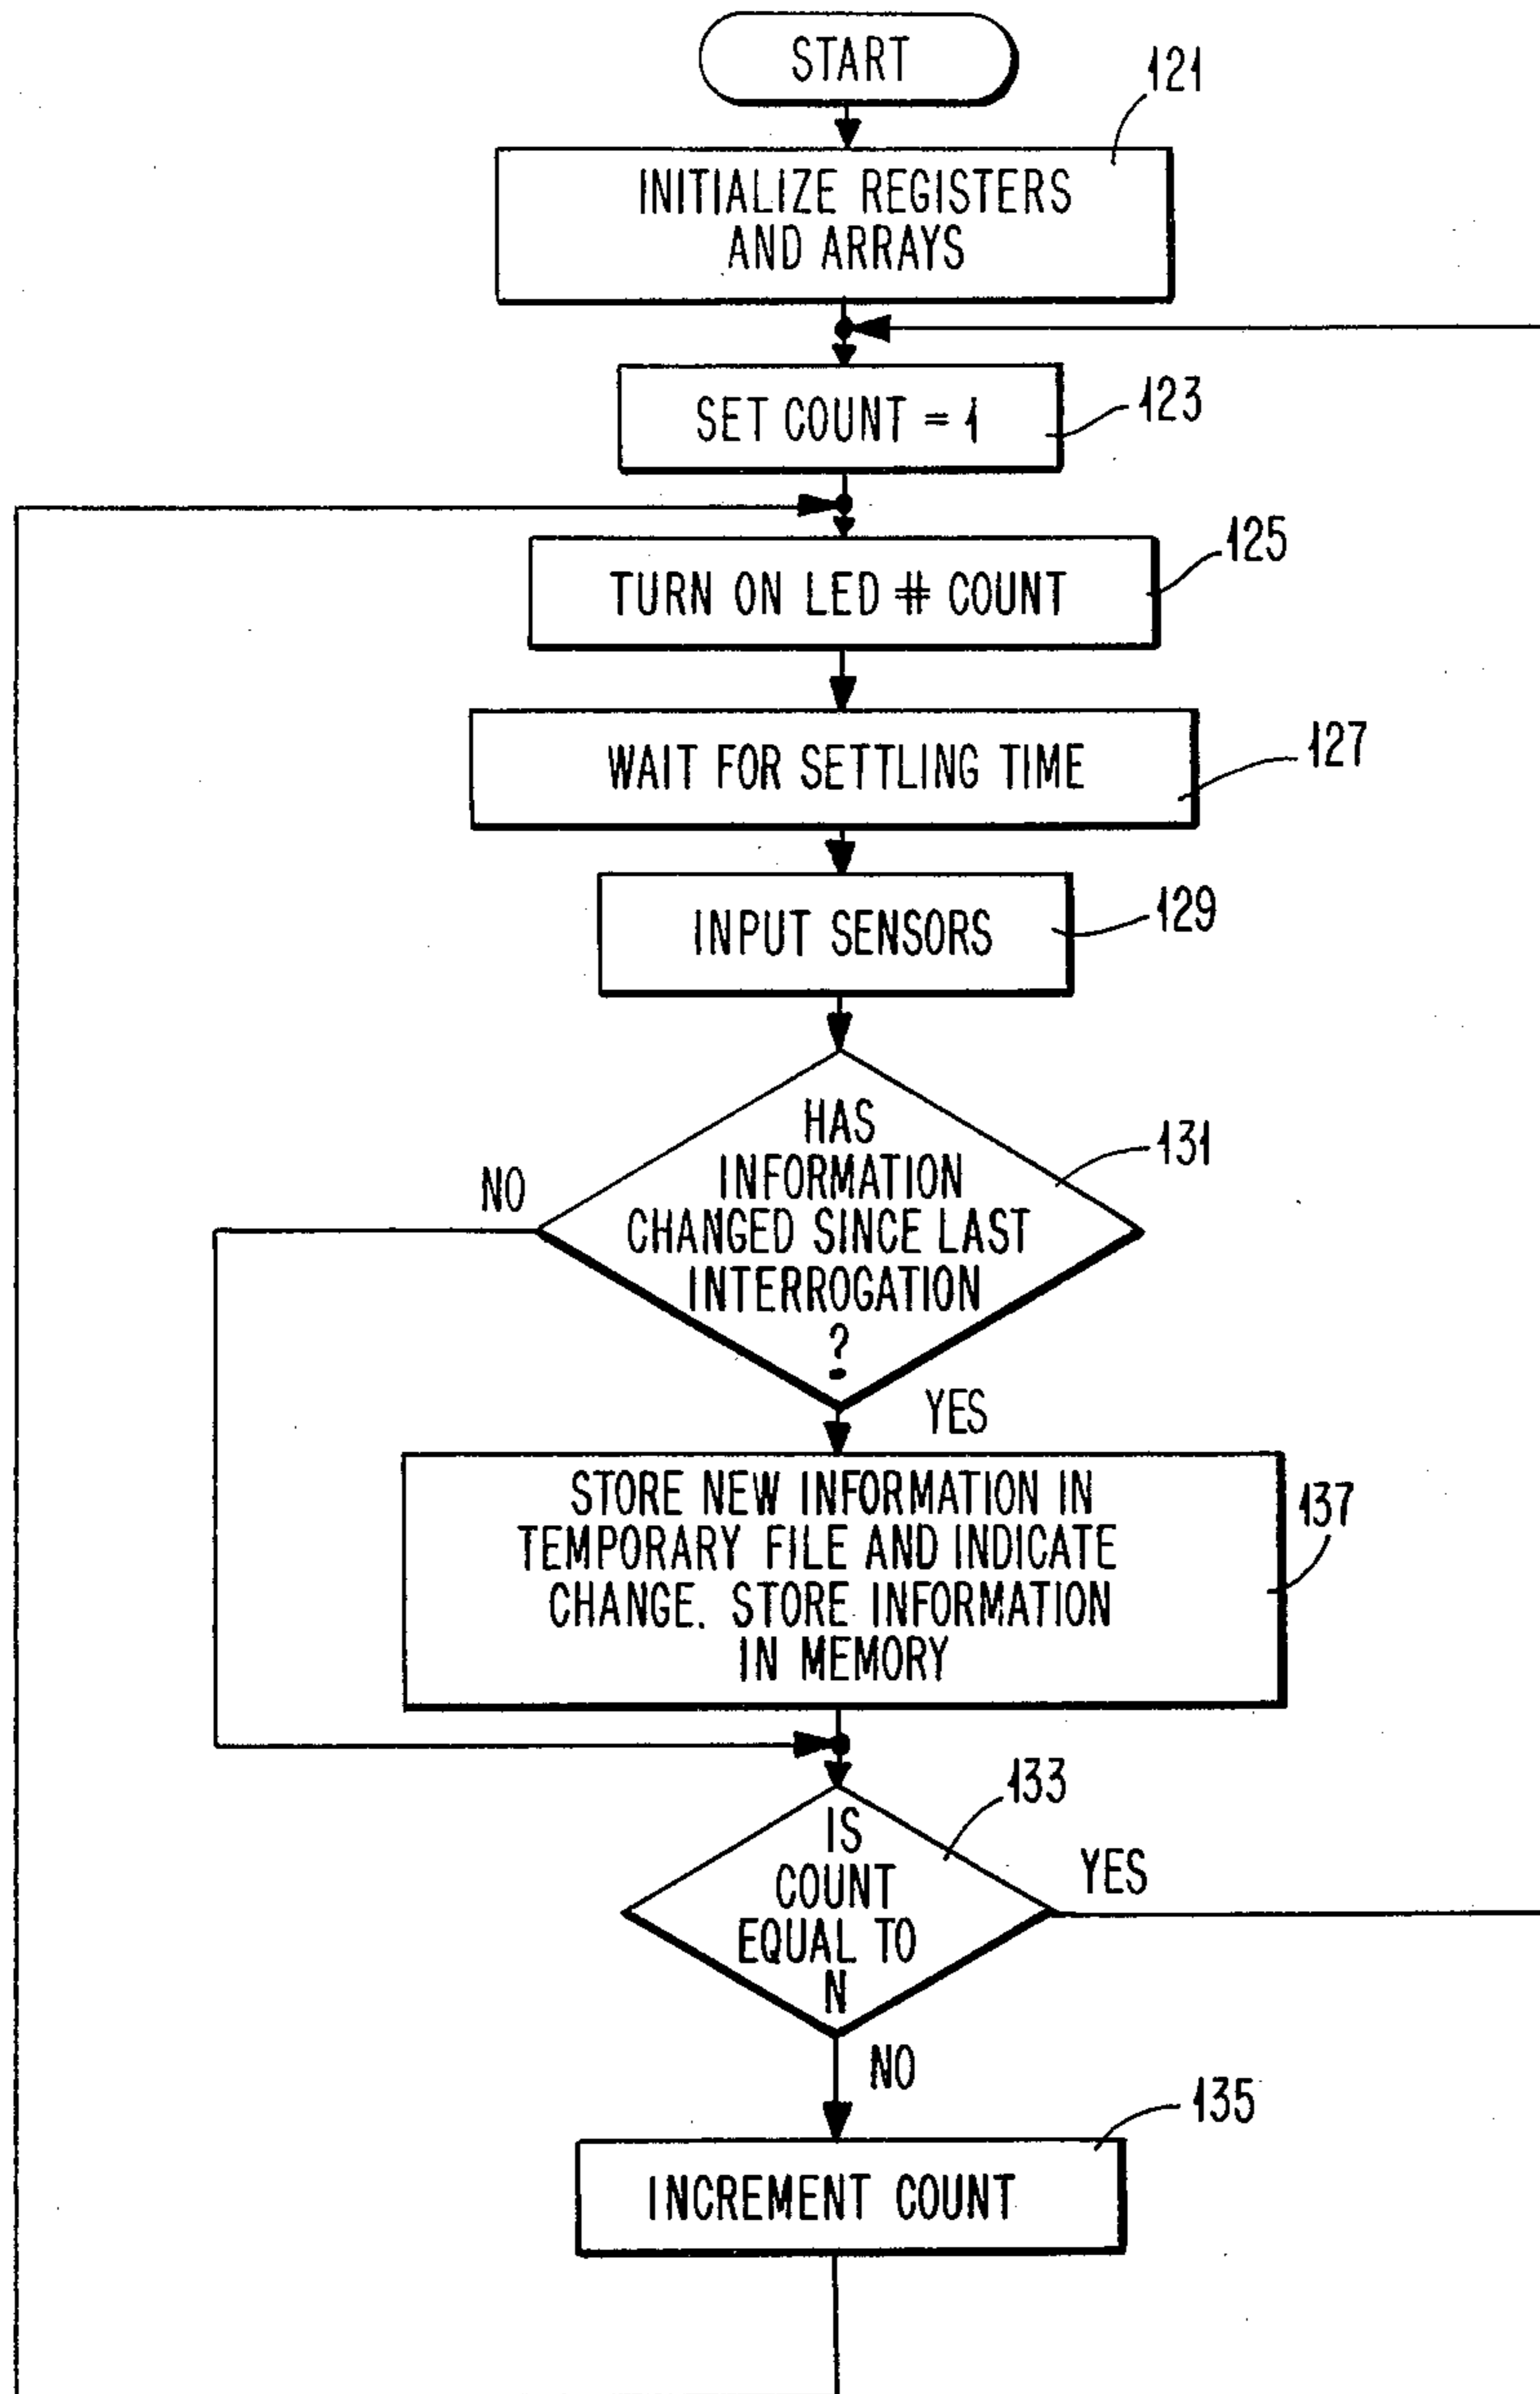 START
121
INITIALIZE REGISTERS
AND ARRAYS
SET COUNT = 1
123
125
TURN ON LED # COUNT
WAIT FOR SETTLING TIME
127
INPUT SENSORS
129
HAS
INFORMATION
CHANGED SINCE LAST
INTERROGATION
?
131
NO
YES
STORE NEW INFORMATION IN
TEMPORARY FILE AND INDICATE
CHANGE. STORE INFORMATION
IN MEMORY
137
133
IS
COUNT
EQUAL TO
N
YES
NO
135
INCREMENT COUNT